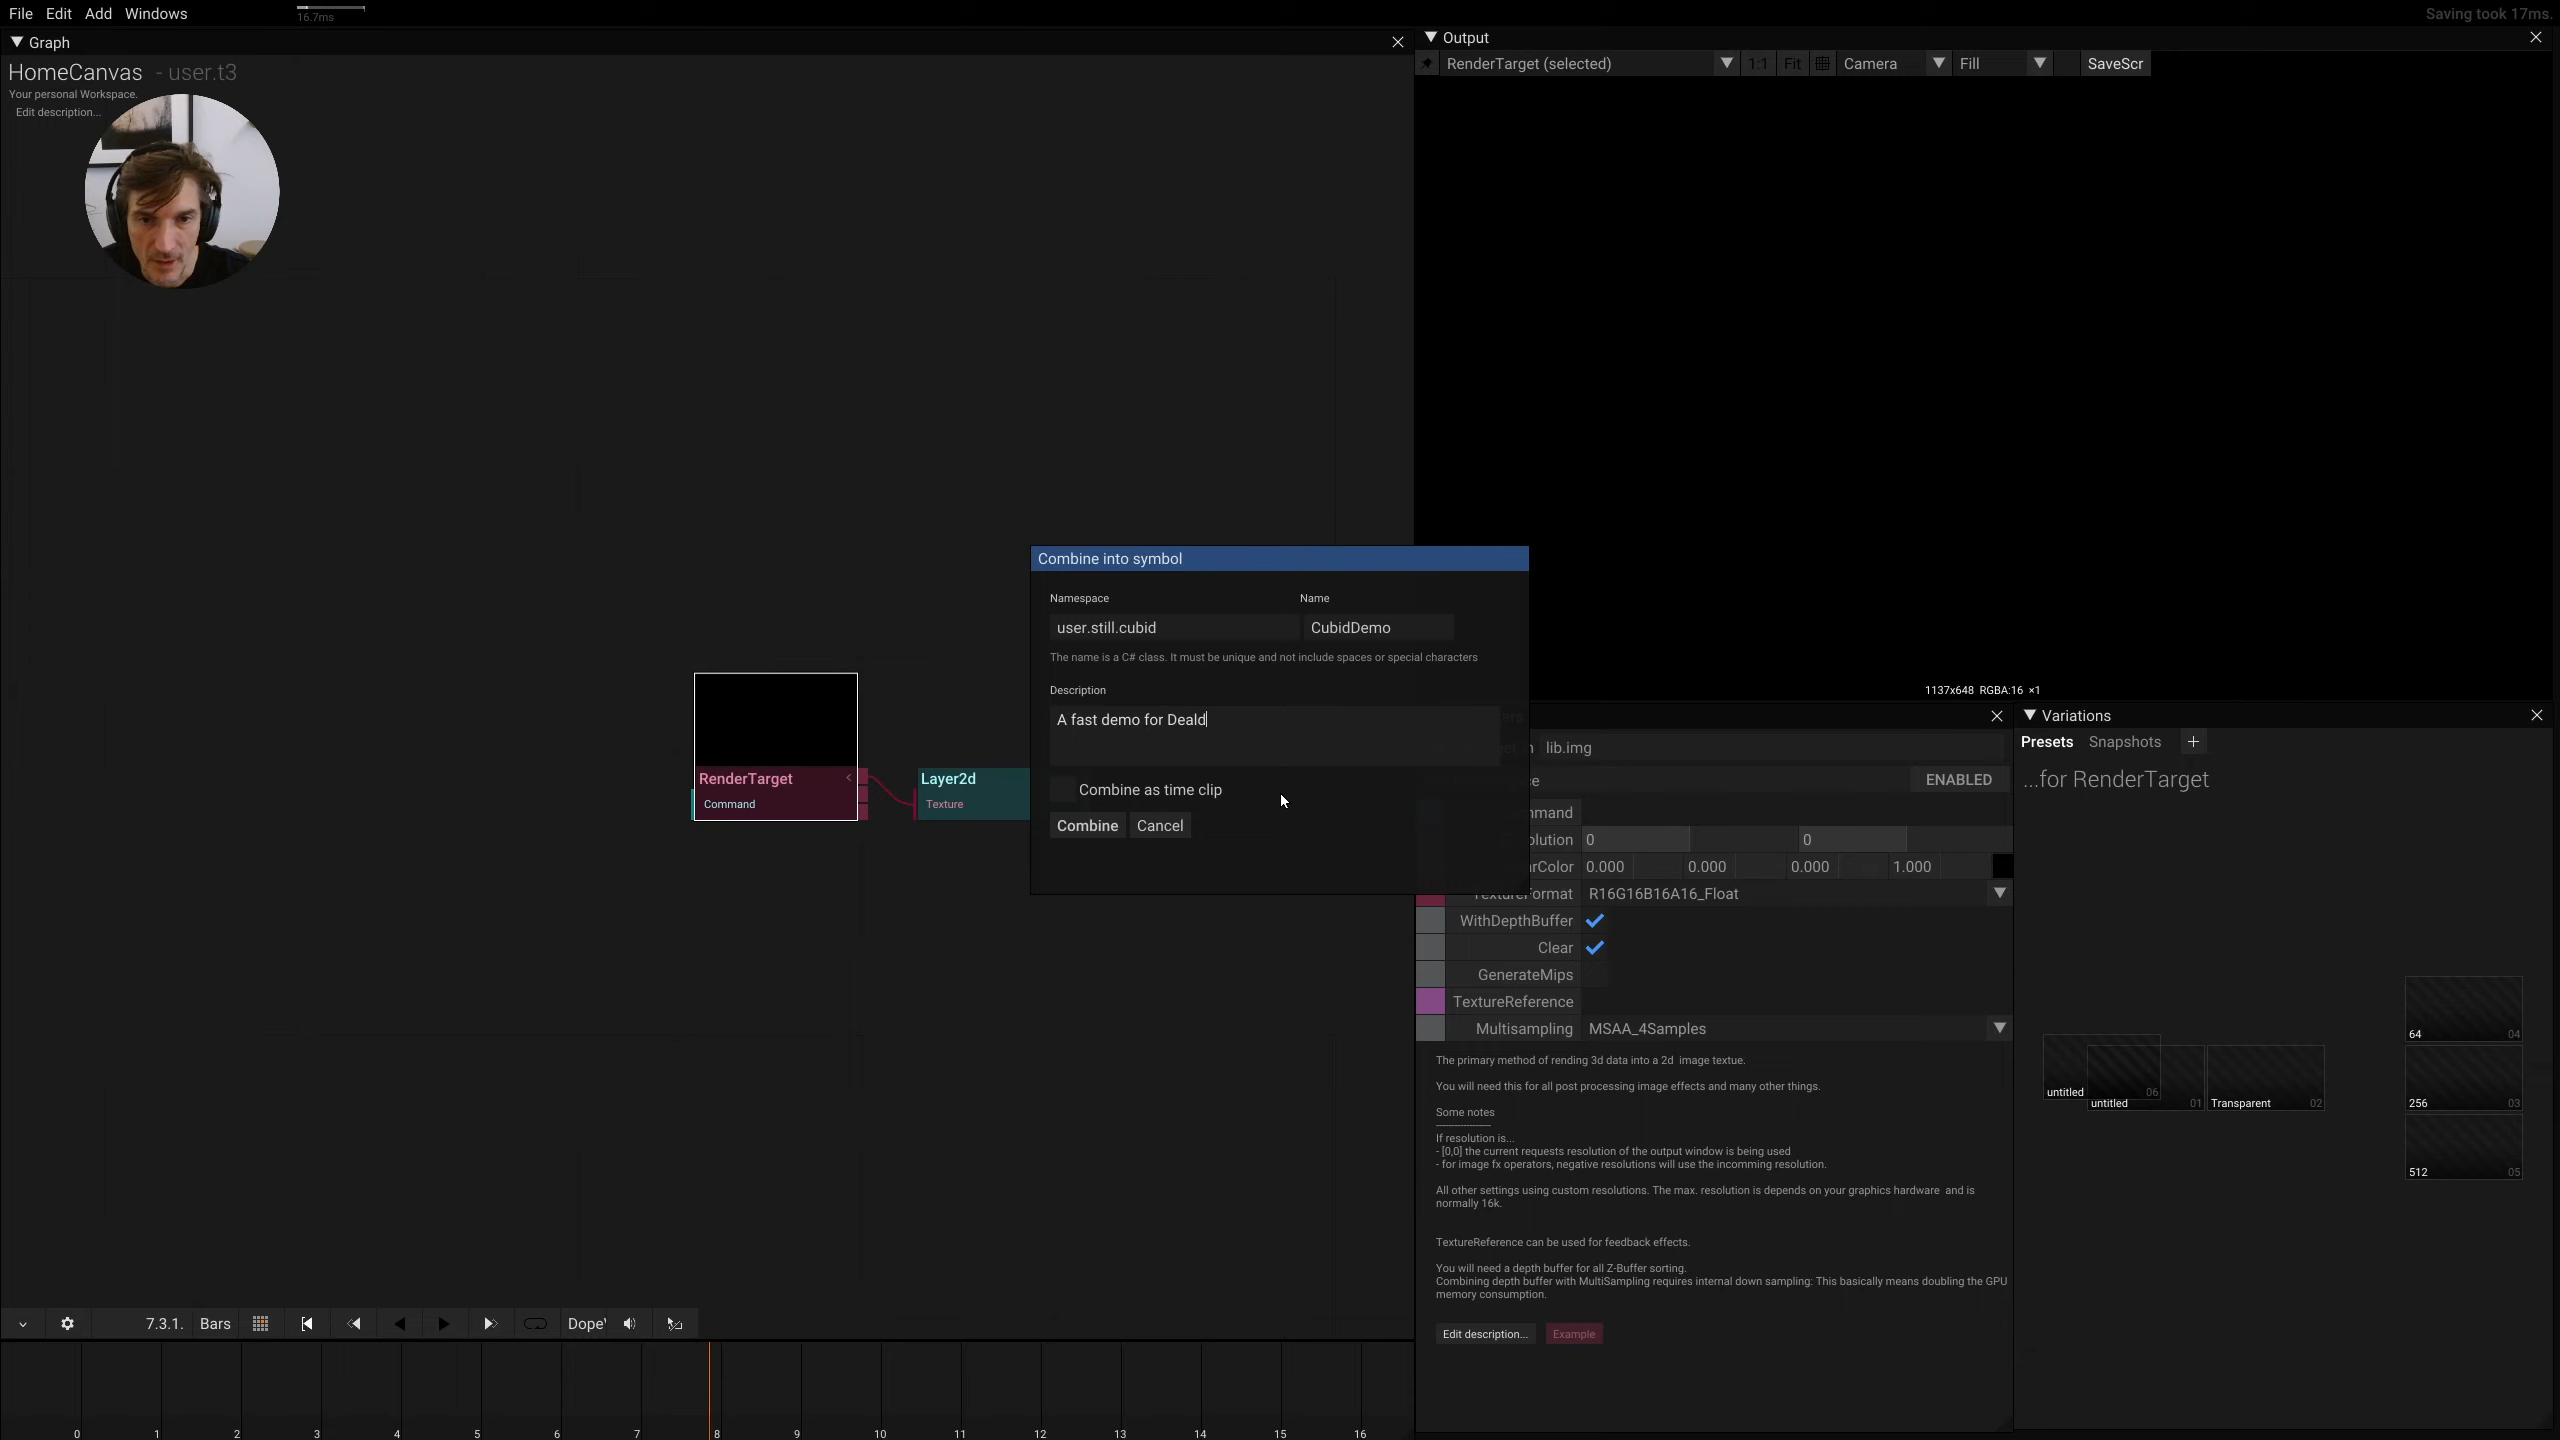 File Edit Add Windows
16.7ms
Saving took 17ms.
Graph
HomeCanvas - user.t3
Your personal Workspace.
Edit description...
Output
RenderTarget (selected) 1:1 Fit Camera Fill SaveScr
Combine into symbol
Namespace Name
user.still.cubid CubidDemo
The name is a C# class. It must be unique and not include spaces or special characters
Description
A fast demo for Deald
Combine as time clip
Combine Cancel
RenderTarget <
Command
Layer2d
Texture
1137x648 RGBA:16 ×1
lib.img
ENABLED
0 0
0.000 0.000 0.000 1.000
R16G16B16A16_Float
WithDepthBuffer
Clear
GenerateMips
TextureReference
Multisampling MSAA_4Samples
The primary method of rending 3d data into a 2d image textue.
You will need this for all post processing image effects and many other things.
Some notes
--------------------
If resolution is...
- [0,0] the current requests resolution of the output window is being used
- for image fx operators, negative resolutions will use the incomming resolution.
All other settings using custom resolutions. The max. resolution is depends on your graphics hardware and is
normally 16k.
TextureReference can be used for feedback effects.
You will need a depth buffer for all Z-Buffer sorting.
Combining depth buffer with MultiSampling requires internal down sampling: This basically means doubling the GPU
memory consumption.
Edit description... Example
Variations
Presets Snapshots +
...for RenderTarget
64 04
untitled 06
untitled 01
Transparent 02
256 03
512 05
7.3.1. Bars
0 1 2 3 4 5 6 7 8 9 10 11 12 13 14 15 16